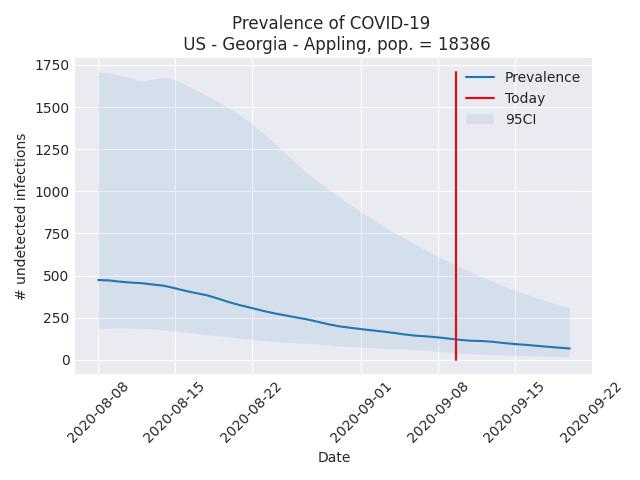 Prevalence of COVID-19
US - Georgia - Appling, pop. = 18386
1750
1500
1250
1000
750
500
250
0
# undetected infections
Prevalence
Today
95CI
2020-08-08
2020-08-15
2020-08-22
2020-09-01
2020-09-08
2020-09-15
2020-09-22
Date